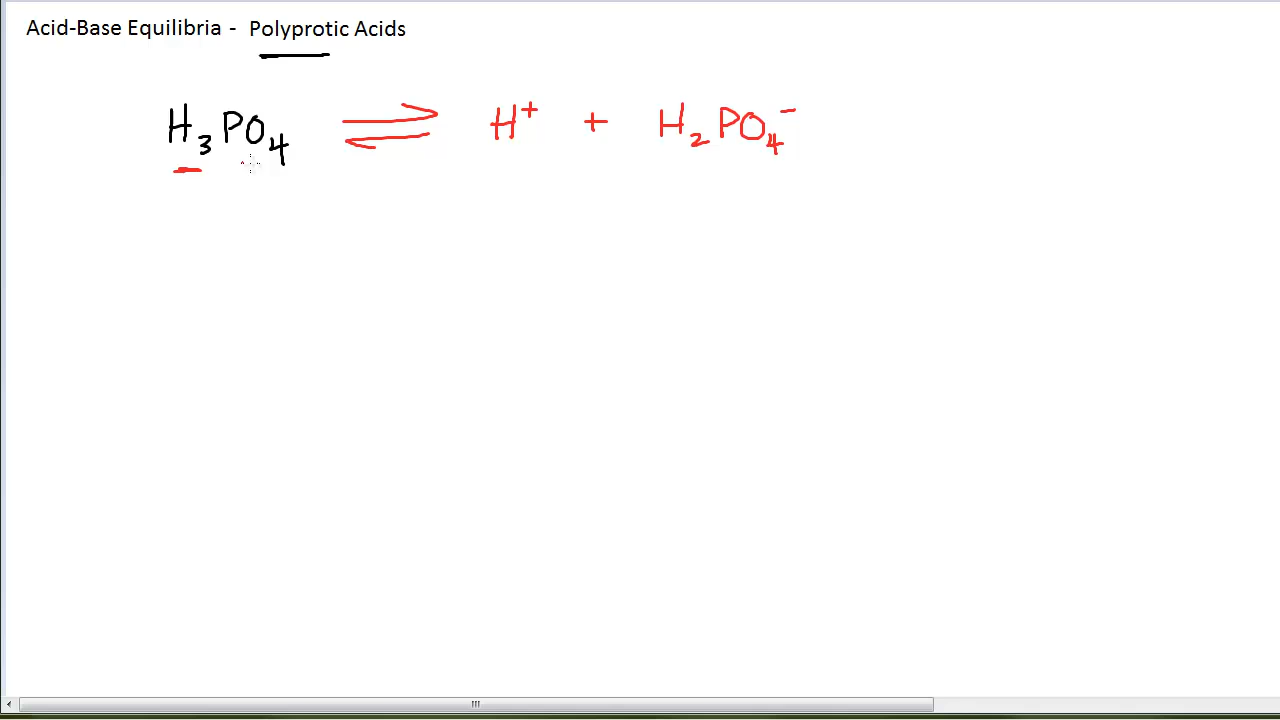 Acid-Base Equilibria - Polyprotic Acids
H₃PO₄ ⇌ H⁺ + H₂PO₄⁻